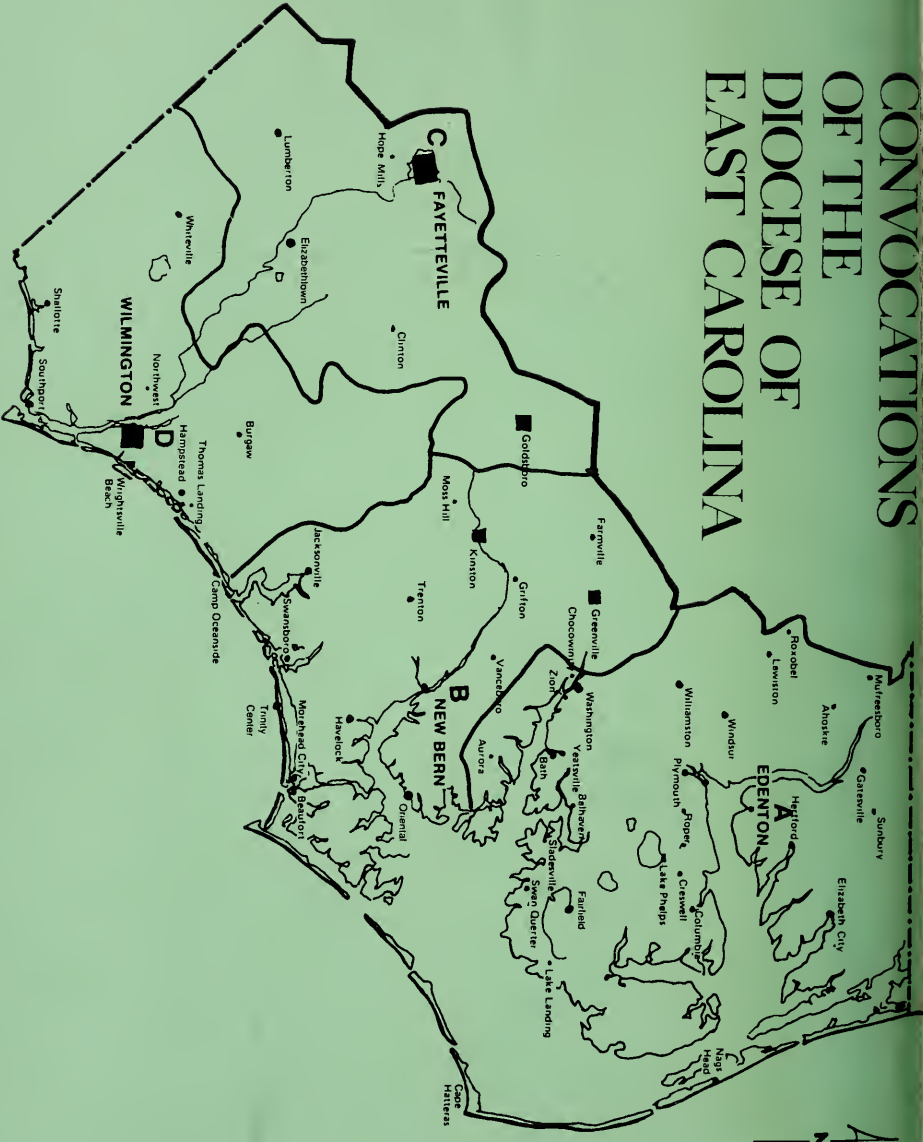 CONVOCATIONS
OF THE
DIOCESE OF
EAST CAROLINA
N
Mufreesboro
Gatesville
Sunbury
Ahoskie
Roxobel
Lewiston
Windsor
Williamston
Plymouth
A
Hertford
EDENTON
Elizabeth City
Roper
Creswell
Columbia
Lake Phelps
Nags
Head
Washington
Zion
Bath
Yeatsville
Belhaven
Sladesville
Fairfield
Swan Quarter
Lake Landing
Aurora
Cape
Hatteras
Farmville
Greenville
Chocowinity
Grifton
Vanceboro
B
NEW BERN
Kinston
Moss Hill
Trenton
Havelock
Oriental
Jacksonville
Swansboro
Morehead City
Beaufort
Trinity
Center
Camp Oceanside
Goldsboro
C
FAYETTEVILLE
Hope Mills
Clinton
Lumberton
Elizabethtown
Whiteville
Burgaw
D
WILMINGTON
Northwest
Hampstead
Thomas Landing
Wrightsville
Beach
Southport
Shallotte